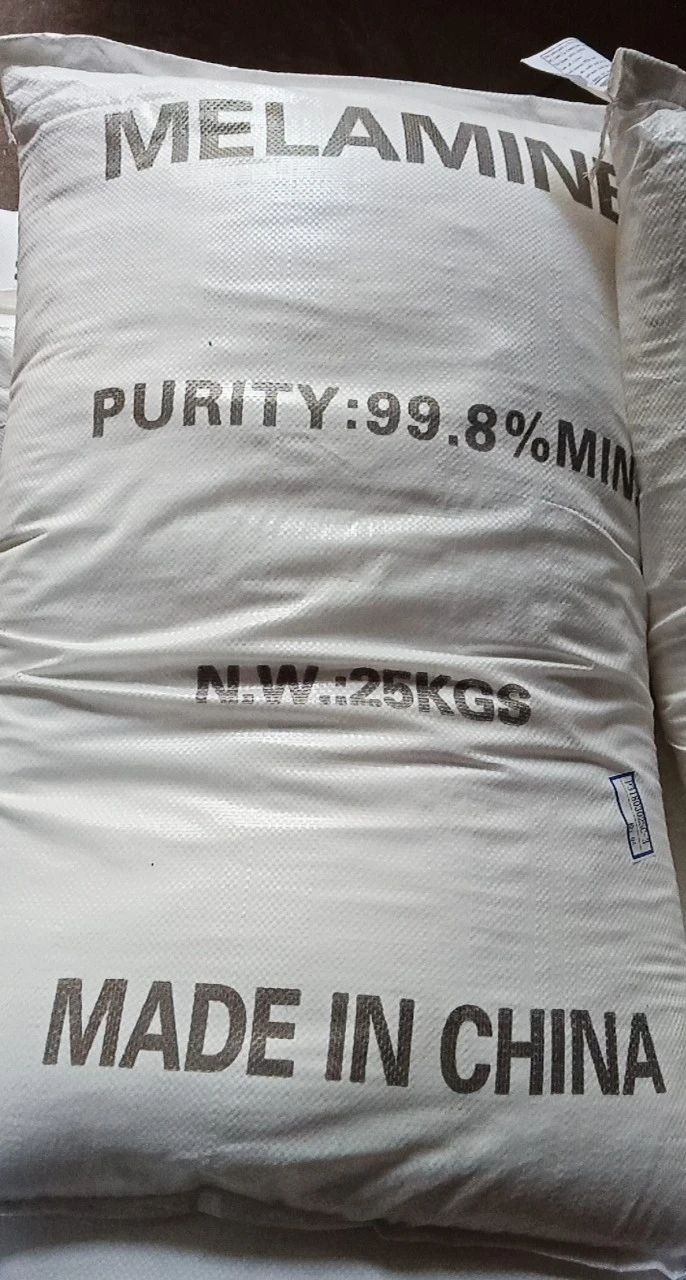 MELAMINE
PURITY:99.8%MIN
N.W.:25KGS
MADE IN CHINA